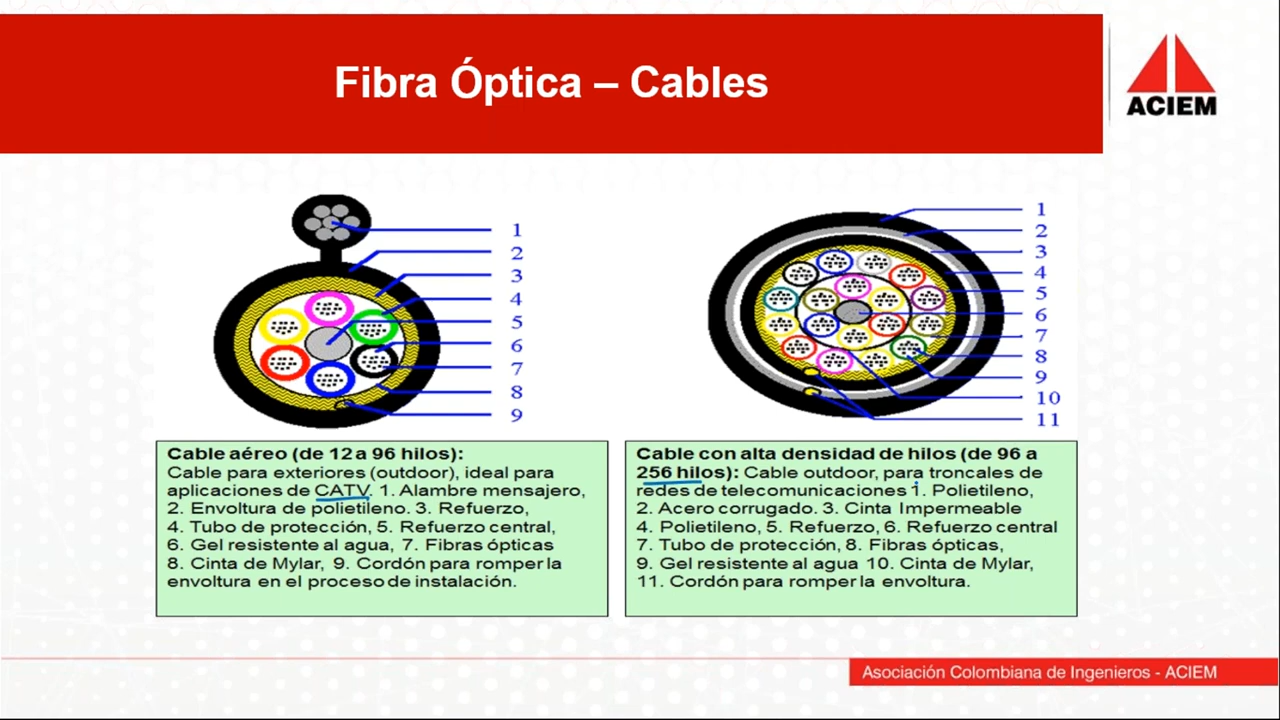 Fibra Óptica – Cables
ACIEM
1
2
3
4
5
6
7
8
9
1
2
3
4
5
6
7
8
9
10
11
Cable aéreo (de 12 a 96 hilos):
Cable para exteriores (outdoor), ideal para
aplicaciones de CATV. 1. Alambre mensajero,
2. Envoltura de polietileno. 3. Refuerzo,
4. Tubo de protección, 5. Refuerzo central,
6. Gel resistente al agua, 7. Fibras ópticas
8. Cinta de Mylar, 9. Cordón para romper la
envoltura en el proceso de instalación.
Cable con alta densidad de hilos (de 96 a
256 hilos): Cable outdoor, para troncales de
redes de telecomunicaciones 1. Polietileno,
2. Acero corrugado. 3. Cinta Impermeable
4. Polietileno, 5. Refuerzo, 6. Refuerzo central
7. Tubo de protección, 8. Fibras ópticas,
9. Gel resistente al agua 10. Cinta de Mylar,
11. Cordón para romper la envoltura.
Asociación Colombiana de Ingenieros - ACIEM